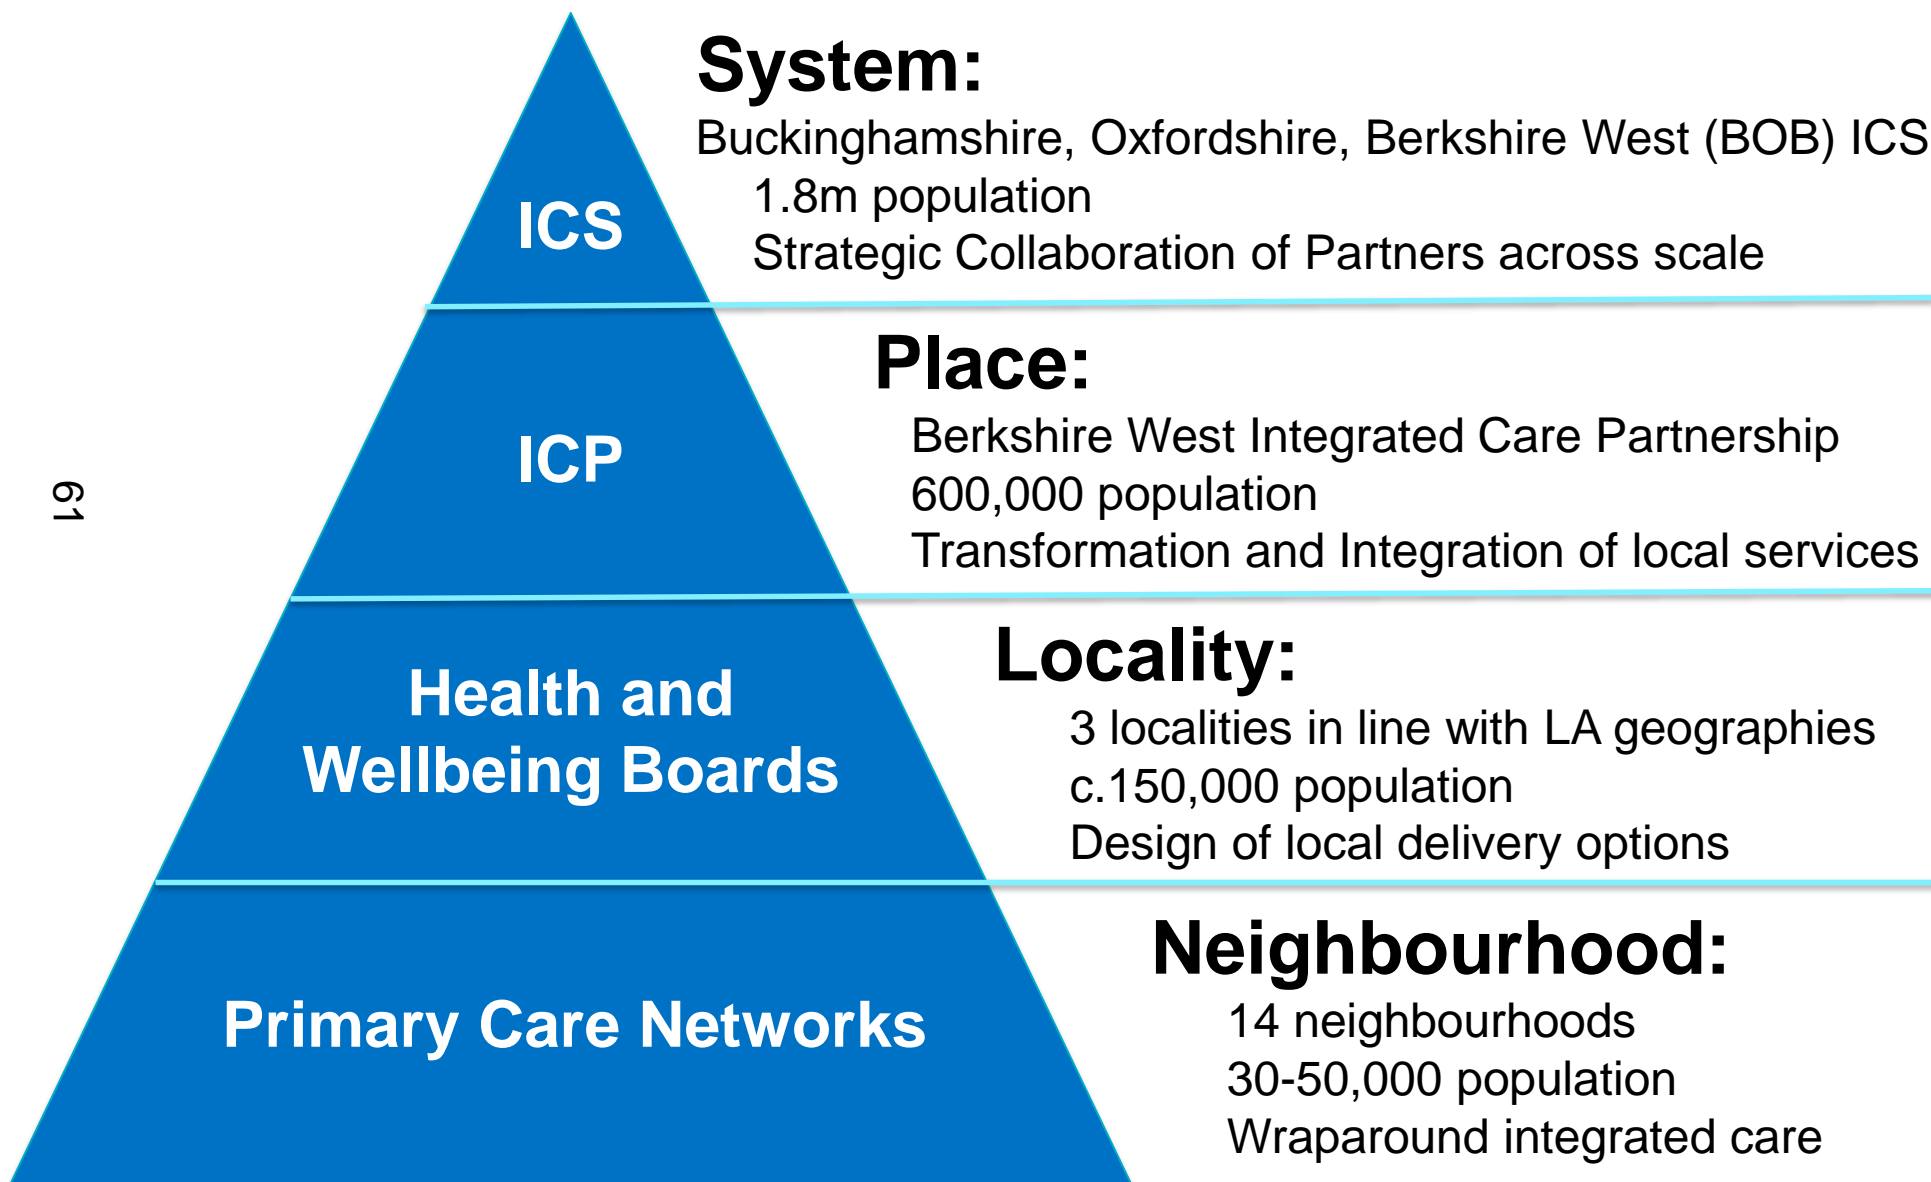 System:
Buckinghamshire, Oxfordshire, Berkshire West (BOB) ICS
1.8m population
Strategic Collaboration of Partners across scale
ICS
Place:
Berkshire West Integrated Care Partnership
600,000 population
Transformation and Integration of local services
ICP
61
Locality:
3 localities in line with LA geographies
c.150,000 population
Design of local delivery options
Health and
Wellbeing Boards
Neighbourhood:
14 neighbourhoods
30-50,000 population
Wraparound integrated care
Primary Care Networks